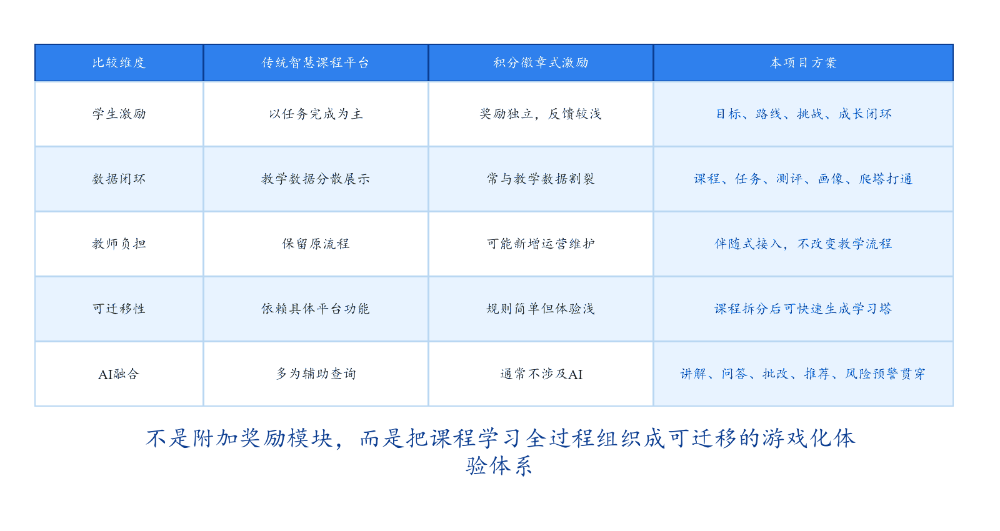 比较维度 传统智慧课程平台 积分徽章式激励 本项目方案
学生激励 以任务完成为主 奖励独立，反馈较浅 目标、路线、挑战、成长闭环
数据闭环 教学数据分散展示 常与教学数据割裂 课程、任务、测评、画像、爬塔打通
教师负担 保留原流程 可能新增运营维护 伴随式接入，不改变教学流程
可迁移性 依赖具体平台功能 规则简单但体验浅 课程拆分后可快速生成学习塔
AI融合 多为辅助查询 通常不涉及AI 讲解、问答、批改、推荐、风险预警贯穿
不是附加奖励模块，而是把课程学习全过程组织成可迁移的游戏化体
验体系